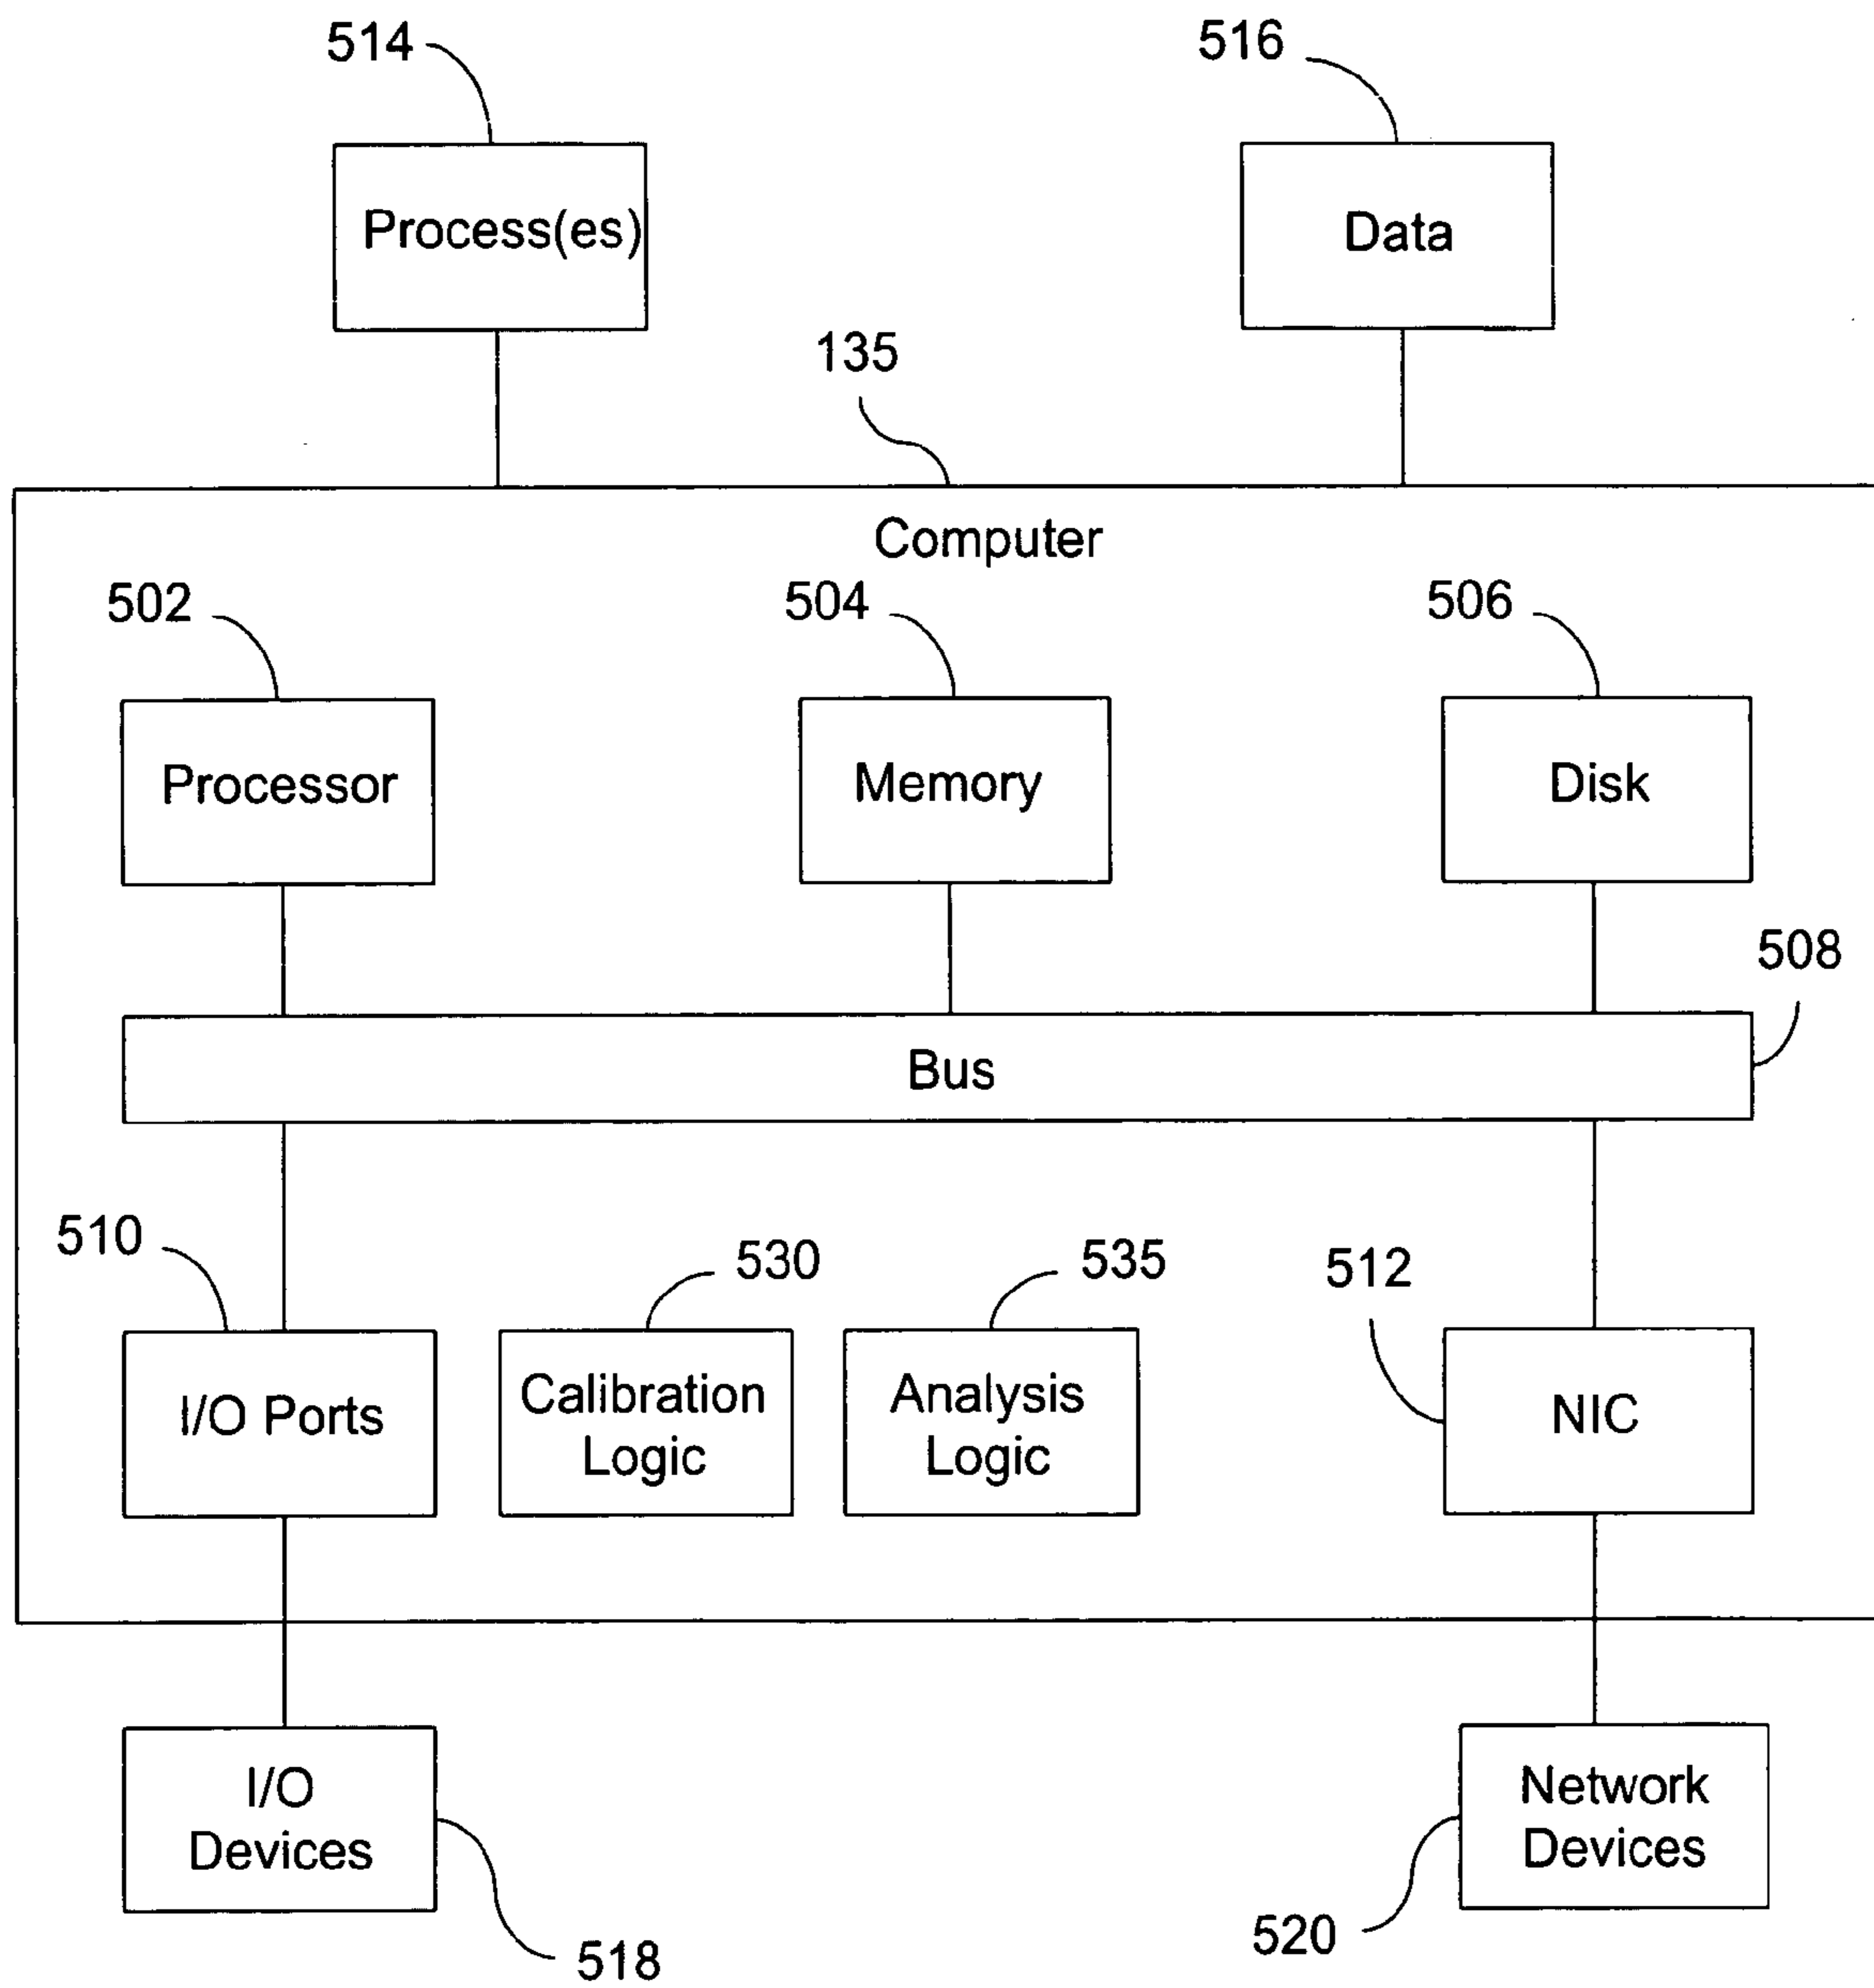 514
516
Process(es)
Data
135
Computer
502
504
506
Processor
Memory
Disk
508
Bus
510
530
535
512
I/O Ports
Calibration
Logic
Analysis
Logic
NIC
I/O
Devices
Network
Devices
518
520